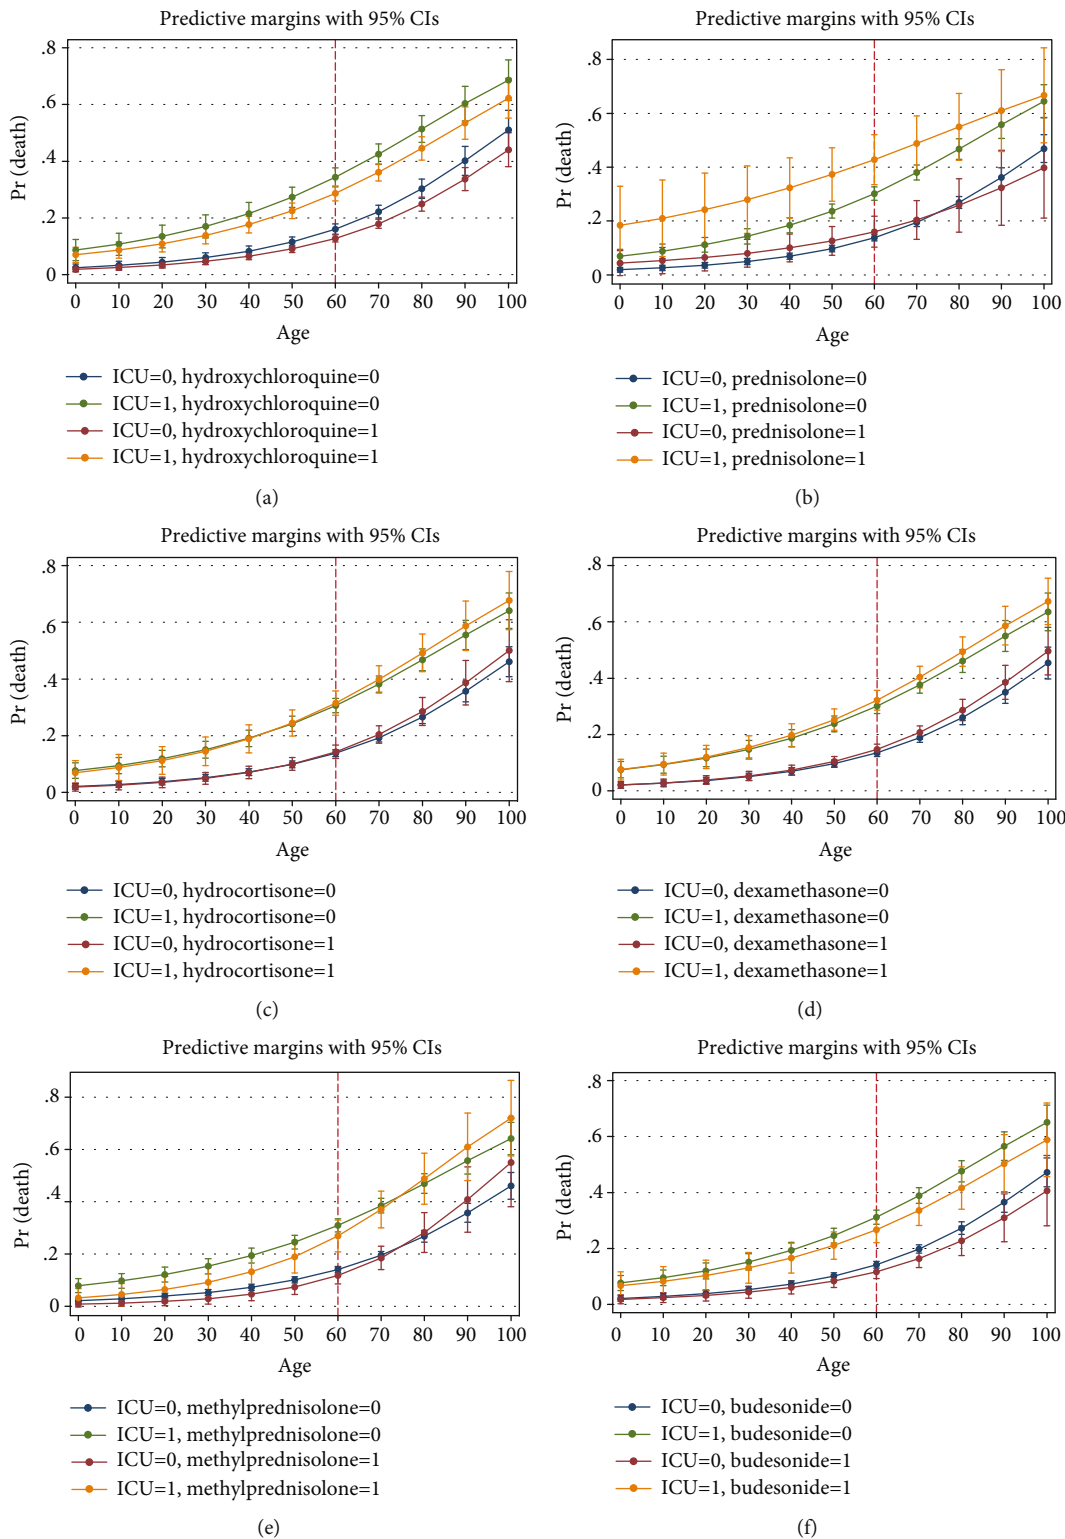 Predictive margins with 95% CIs
.8
.6
.4
.2
0
Pr (death)
0 10 20 30 40 50 60 70 80 90 100
Age
ICU=0, hydroxychloroquine=0
ICU=1, hydroxychloroquine=0
ICU=0, hydroxychloroquine=1
ICU=1, hydroxychloroquine=1
(a)
Predictive margins with 95% CIs
.8
.6
.4
.2
0
Pr (death)
0 10 20 30 40 50 60 70 80 90 100
Age
ICU=0, prednisolone=0
ICU=1, prednisolone=0
ICU=0, prednisolone=1
ICU=1, prednisolone=1
(b)
Predictive margins with 95% CIs
.8
.6
.4
.2
0
Pr (death)
0 10 20 30 40 50 60 70 80 90 100
Age
ICU=0, hydrocortisone=0
ICU=1, hydrocortisone=0
ICU=0, hydrocortisone=1
ICU=1, hydrocortisone=1
(c)
Predictive margins with 95% CIs
.8
.6
.4
.2
0
Pr (death)
0 10 20 30 40 50 60 70 80 90 100
Age
ICU=0, dexamethasone=0
ICU=1, dexamethasone=0
ICU=0, dexamethasone=1
ICU=1, dexamethasone=1
(d)
Predictive margins with 95% CIs
.8
.6
.4
.2
0
Pr (death)
0 10 20 30 40 50 60 70 80 90 100
Age
ICU=0, methylprednisolone=0
ICU=1, methylprednisolone=0
ICU=0, methylprednisolone=1
ICU=1, methylprednisolone=1
(e)
Predictive margins with 95% CIs
.8
.6
.4
.2
0
Pr (death)
0 10 20 30 40 50 60 70 80 90 100
Age
ICU=0, budesonide=0
ICU=1, budesonide=0
ICU=0, budesonide=1
ICU=1, budesonide=1
(f)